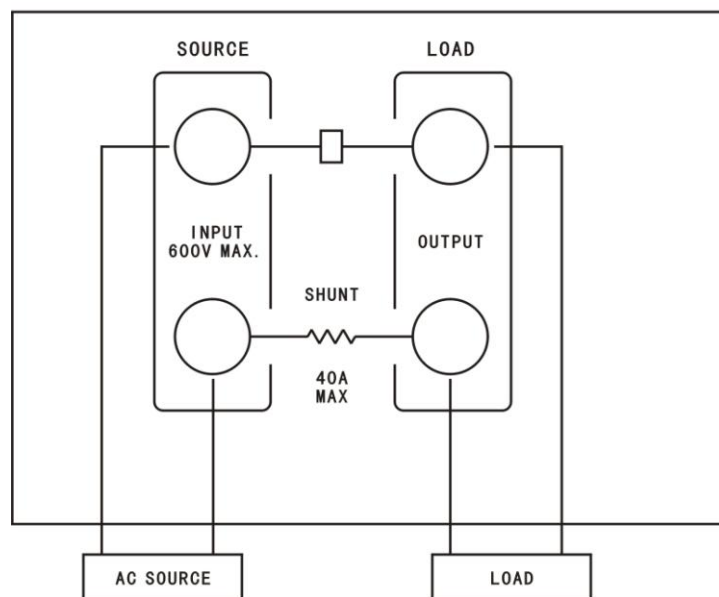 SOURCE
LOAD
INPUT
600V MAX.
OUTPUT
SHUNT
40A
MAX
AC SOURCE
LOAD